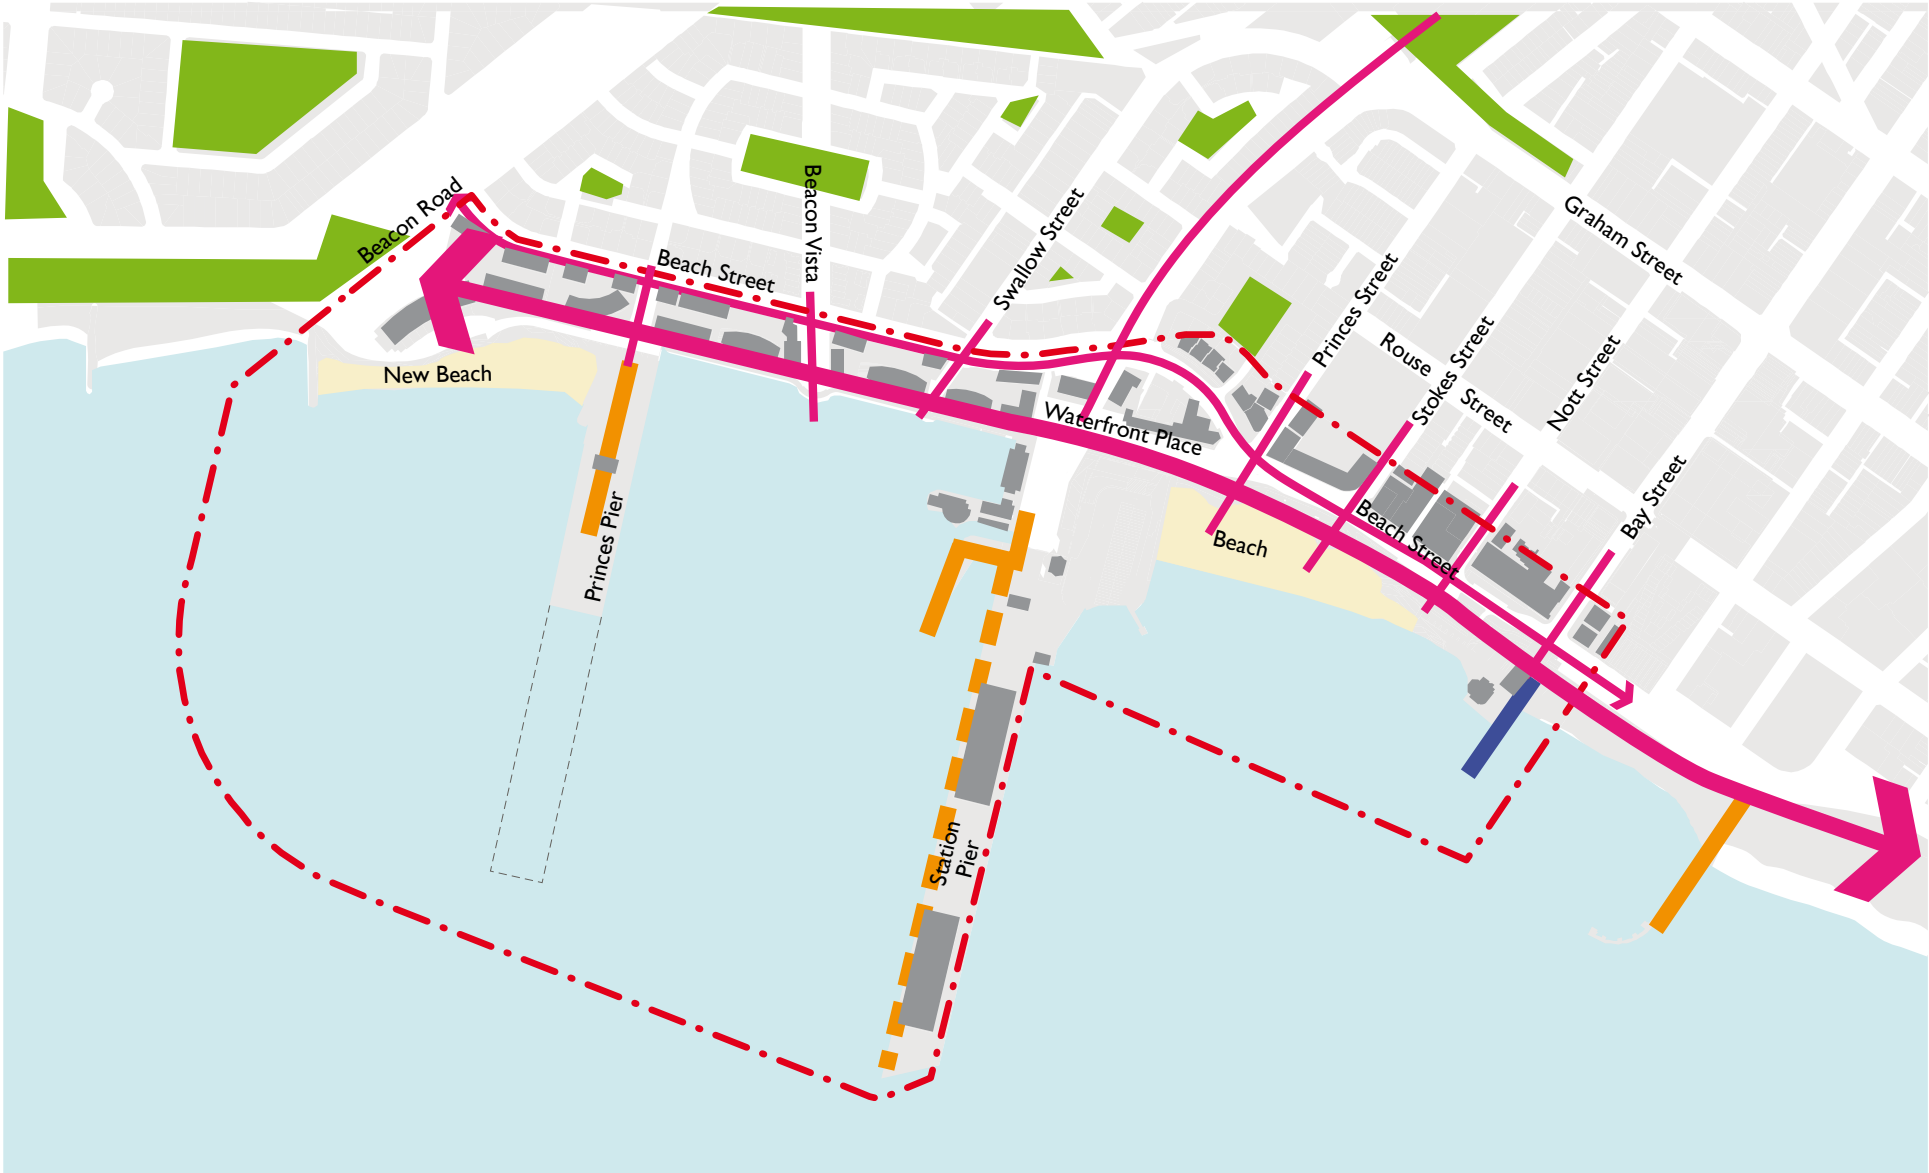 Beacon Road
Beach Street
Beacon Vista
Swallow Street
Graham Street
Princes Street
Rouse
Street
Stokes Street
Nott Street
Bay Street
New Beach
Waterfront Place
Princes Pier
Beach
Beach Street
Station
Pier